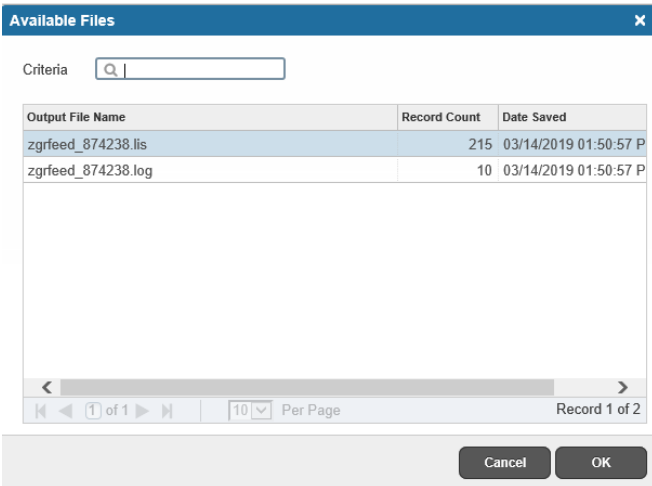 Available Files
Criteria
Output File Name Record Count Date Saved
zgrfeed_874238.lis 215 03/14/2019 01:50:57 P
zgrfeed_874238.log 10 03/14/2019 01:50:57 P
1 of 1 10 Per Page Record 1 of 2
Cancel OK